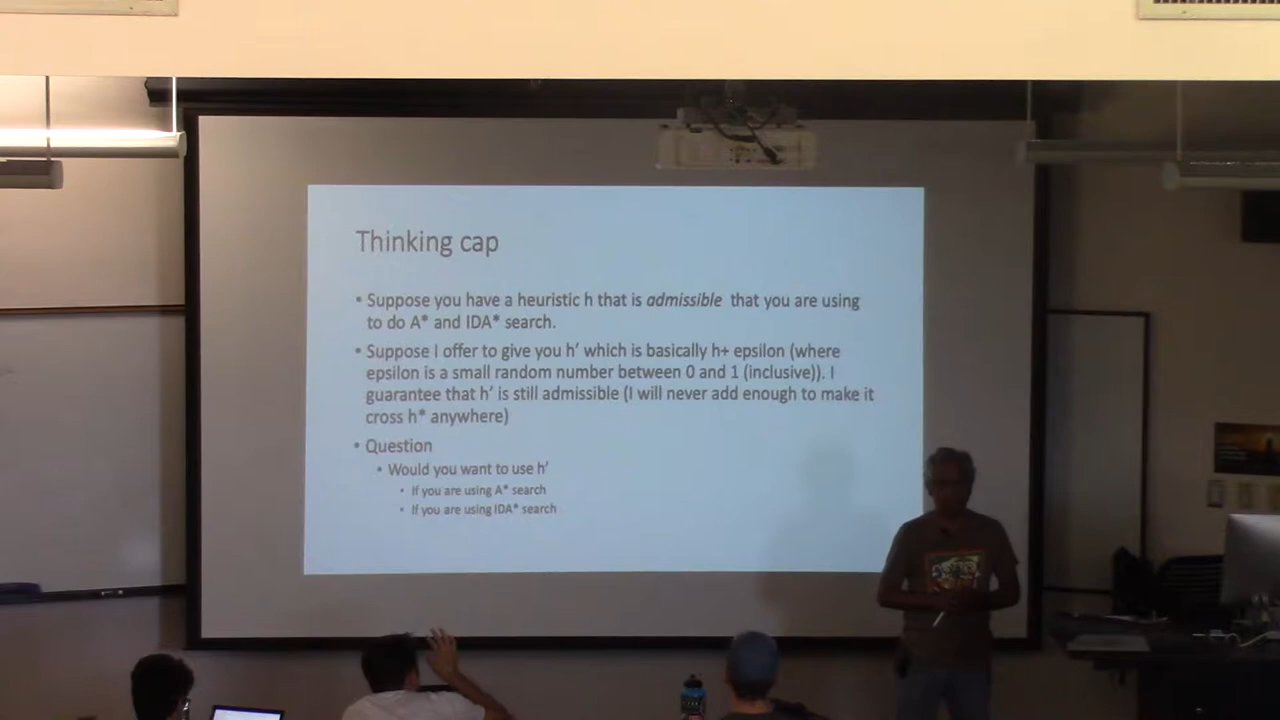 Thinking cap
• Suppose you have a heuristic h that is admissible that you are using
to do A* and IDA* search.
• Suppose I offer to give you h’ which is basically h+ epsilon (where
epsilon is a small random number between 0 and 1 (inclusive)). I
guarantee that h’ is still admissible (I will never add enough to make it
cross h* anywhere)
• Question
• Would you want to use h’
• If you are using A* search
• If you are using IDA* search